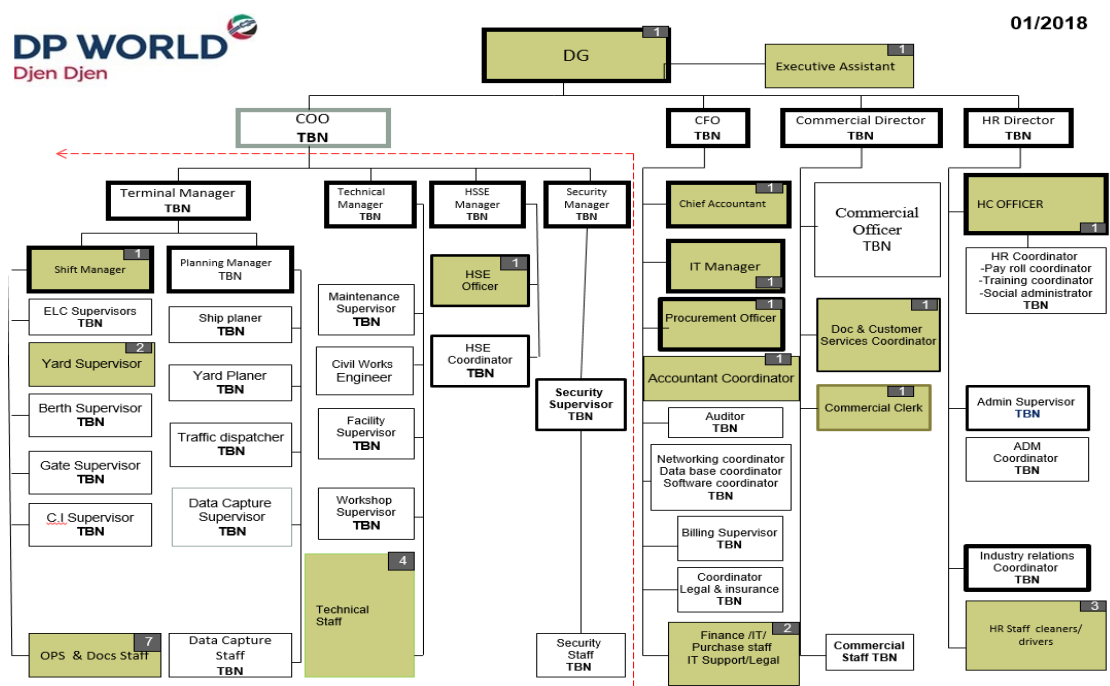 01/2018
DP WORLD
Djen Djen
1
DG
1
Executive Assistant
COO
TBN
CFO
TBN
Commercial Director
TBN
HR Director
TBN
Terminal Manager
TBN
Technical
Manager
TBN
HSSE
Manager
TBN
Security
Manager
TBN
1
Shift Manager
Planning Manager
TBN
ELC Supervisors
TBN
2
Yard Supervisor
Berth Supervisor
TBN
Gate Supervisor
TBN
C.I Supervisor
TBN
7
OPS & Docs Staff
Ship planer
TBN
Yard Planer
TBN
Traffic dispatcher
TBN
Data Capture
Supervisor
TBN
Data Capture
Staff
TBN
Maintenance
Supervisor
TBN
Civil Works
Engineer
Facility
Supervisor
TBN
Workshop
Supervisor
TBN
4
Technical
Staff
1
HSE
Officer
HSE
Coordinator
TBN
Security
Supervisor
TBN
Security
Staff
TBN
1
Chief Accountant
IT Manager
1
1
Procurement Officer
1
Accountant Coordinator
Auditor
TBN
Networking coordinator
Data base coordinator
Software coordinator
TBN
Billing Supervisor
TBN
Coordinator
Legal & insurance
TBN
2
Finance /IT/
Purchase staff
IT Support/Legal
Commercial
Officer
TBN
1
Doc & Customer
Services Coordinator
1
Commercial Clerk
Commercial
Staff TBN
HC OFFICER
1
HR Coordinator
-Pay roll coordinator
-Training coordinator
-Social administrator
TBN
Admin Supervisor
TBN
ADM
Coordinator
TBN
Industry relations
Coordinator
TBN
3
HR Staff cleaners/
drivers